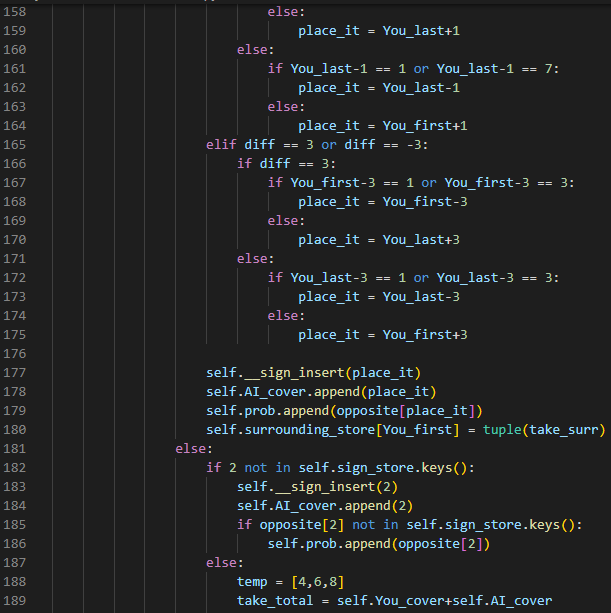 158 else:
159 place_it = You_last+1
160 else:
161 if You_last-1 == 1 or You_last-1 == 7:
162 place_it = You_last-1
163 else:
164 place_it = You_first+1
165 elif diff == 3 or diff == -3:
166 if diff == 3:
167 if You_first-3 == 1 or You_first-3 == 3:
168 place_it = You_first-3
169 else:
170 place_it = You_last+3
171 else:
172 if You_last-3 == 1 or You_last-3 == 3:
173 place_it = You_last-3
174 else:
175 place_it = You_first+3
176
177 self.__sign_insert(place_it)
178 self.AI_cover.append(place_it)
179 self.prob.append(opposite[place_it])
180 self.surrounding_store[You_first] = tuple(take_surr)
181 else:
182 if 2 not in self.sign_store.keys():
183 self.__sign_insert(2)
184 self.AI_cover.append(2)
185 if opposite[2] not in self.sign_store.keys():
186 self.prob.append(opposite[2])
187 else:
188 temp = [4,6,8]
189 take_total = self.You_cover+self.AI_cover